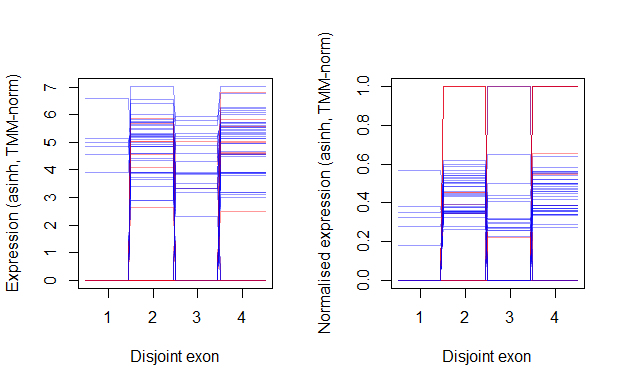 Expression (asinh, TMM-norm)
0 1 2 3 4 5 6 7
1 2 3 4
Disjoint exon
Normalised expression (asinh, TMM-norm)
0.0 0.2 0.4 0.6 0.8 1.0
1 2 3 4
Disjoint exon